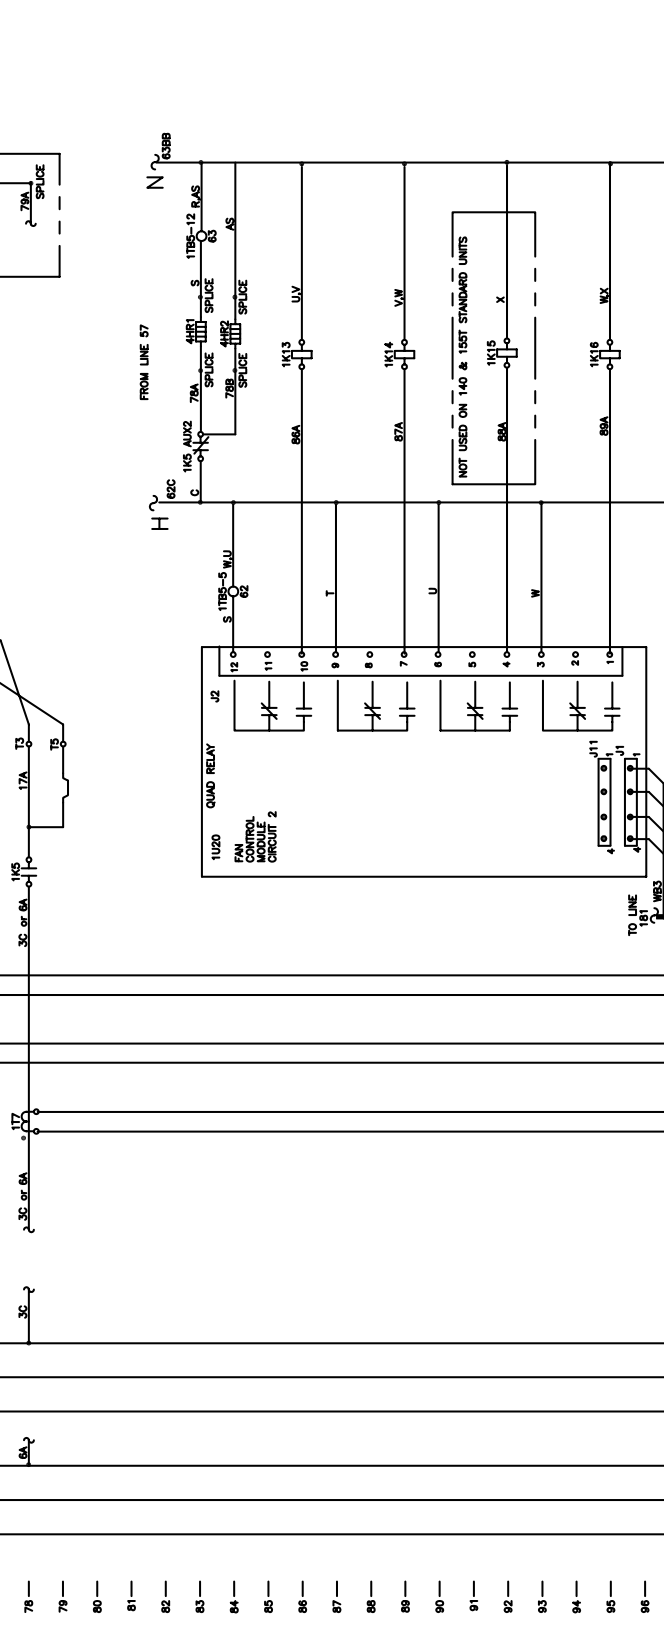 79A
SPLICE
N
63BB
1TB5-12
R,AS
63
AS
S
SPLICE
SPLICE
4HR1
4HR2
78A
SPLICE
78B
SPLICE
FROM LINE 57
1K5 AUX2
C
H
62C
U,V
1K13
86A
V,W
1K14
87A
NOT USED ON 140 & 155T STANDARD UNITS
X
1K15
88A
W,X
1K16
89A
S
1TB5-5
W,U
62
T
U
W
J2
12
11
10
9
8
7
6
5
4
3
2
1
1U20
QUAD RELAY
FAN
CONTROL
MODULE
CIRCUIT 2
J11
1
4
J1
1
4
TO LINE
181
WB3
T3
T5
17A
1K5
3C or 6A
1T7
3C or 6A
3C
6A
78
79
80
81
82
83
84
85
86
87
88
89
90
91
92
93
94
95
96